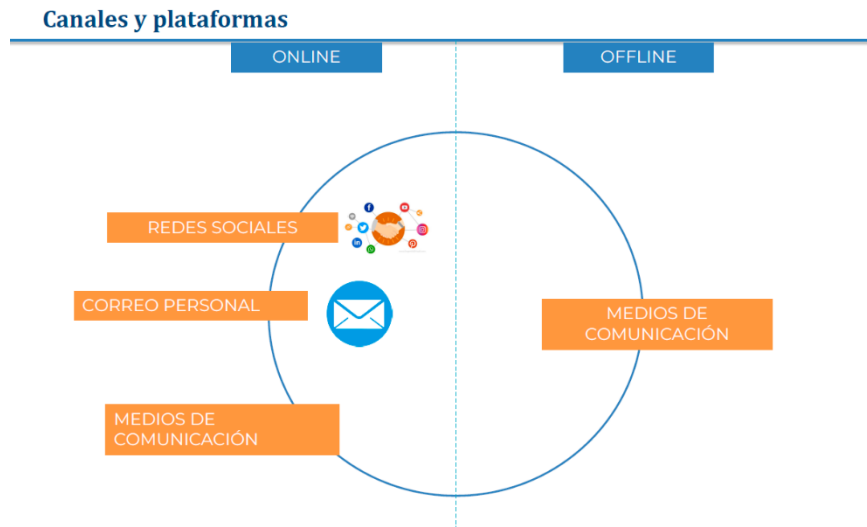 Canales y plataformas
ONLINE
OFFLINE
REDES SOCIALES
CORREO PERSONAL
MEDIOS DE
COMUNICACIÓN
MEDIOS DE
COMUNICACIÓN